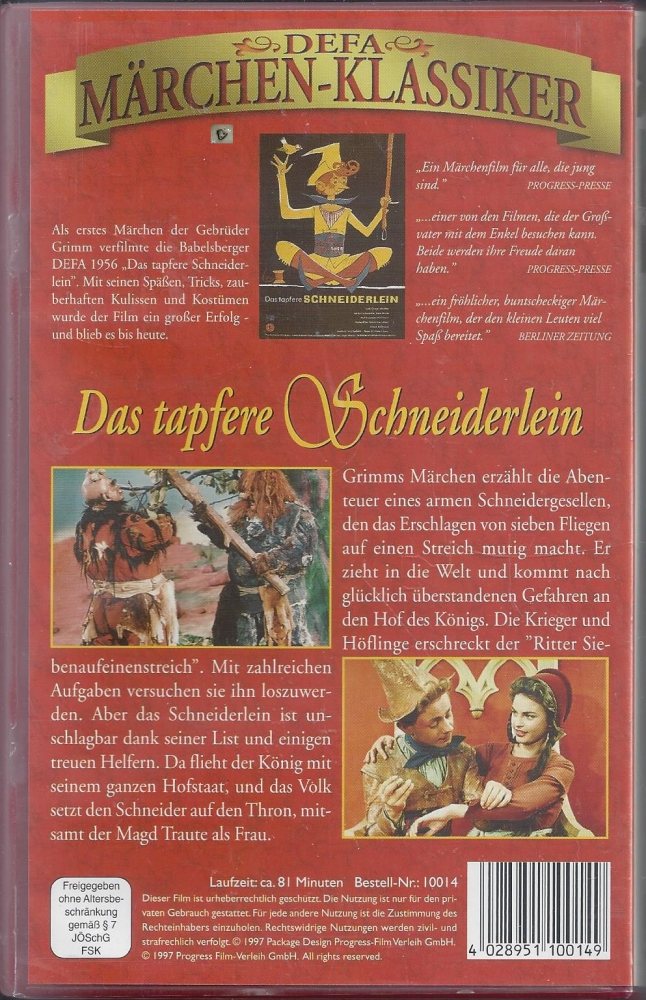 DEFA
MÄRCHEN-KLASSIKER
Als erstes Märchen der Gebrüder
Grimm verfilmte die Babelsberger
DEFA 1956 „Das tapfere Schneider-
lein”. Mit seinen Späßen, Tricks, zau-
berhaften Kulissen und Kostümen
wurde der Film ein großer Erfolg -
und blieb es bis heute.
Das tapfere SCHNEIDERLEIN
„Ein Märchenfilm für alle, die jung
sind.” PROGRESS-PRESSE
„...einer von den Filmen, die der Groß-
vater mit dem Enkel besuchen kann.
Beide werden ihre Freude daran
haben.” PROGRESS-PRESSE
„...ein fröhlicher, buntscheckiger Mär-
chenfilm, der den kleinen Leuten viel
Spaß bereitet.” BERLINER ZEITUNG
Das tapfere Schneiderlein
Grimms Märchen erzählt die Aben-
teuer eines armen Schneidergesellen,
den das Erschlagen von sieben Fliegen
auf einen Streich mutig macht. Er
zieht in die Welt und kommt nach
glücklich überstandenen Gefahren an
den Hof des Königs. Die Krieger und
Höflinge erschreckt der "Ritter Sie-
benaufeinenstreich”. Mit zahlreichen
Aufgaben versuchen sie ihn loszuwer-
den. Aber das Schneiderlein ist un-
schlagbar dank seiner List und einigen
treuen Helfern. Da flieht der König mit
seinem ganzen Hofstaat, und das Volk
setzt den Schneider auf den Thron, mit-
samt der Magd Traute als Frau.
Freigegeben
ohne Altersbe-
schränkung
gemäß § 7
JÖSchG
FSK
Laufzeit: ca. 81 Minuten Bestell-Nr.: 10014
Dieser Film ist urheberrechtlich geschützt. Die Nutzung ist nur für den pri-
vaten Gebrauch gestattet. Für jede andere Nutzung ist die Zustimmung des
Rechteinhabers einzuholen. Rechtswidrige Nutzungen werden zivil- und
strafrechtlich verfolgt. © 1997 Package Design Progress-Film Verleih GmbH.
© 1997 Progress Film-Verleih GmbH. All rights reserved.
4 028951 100149